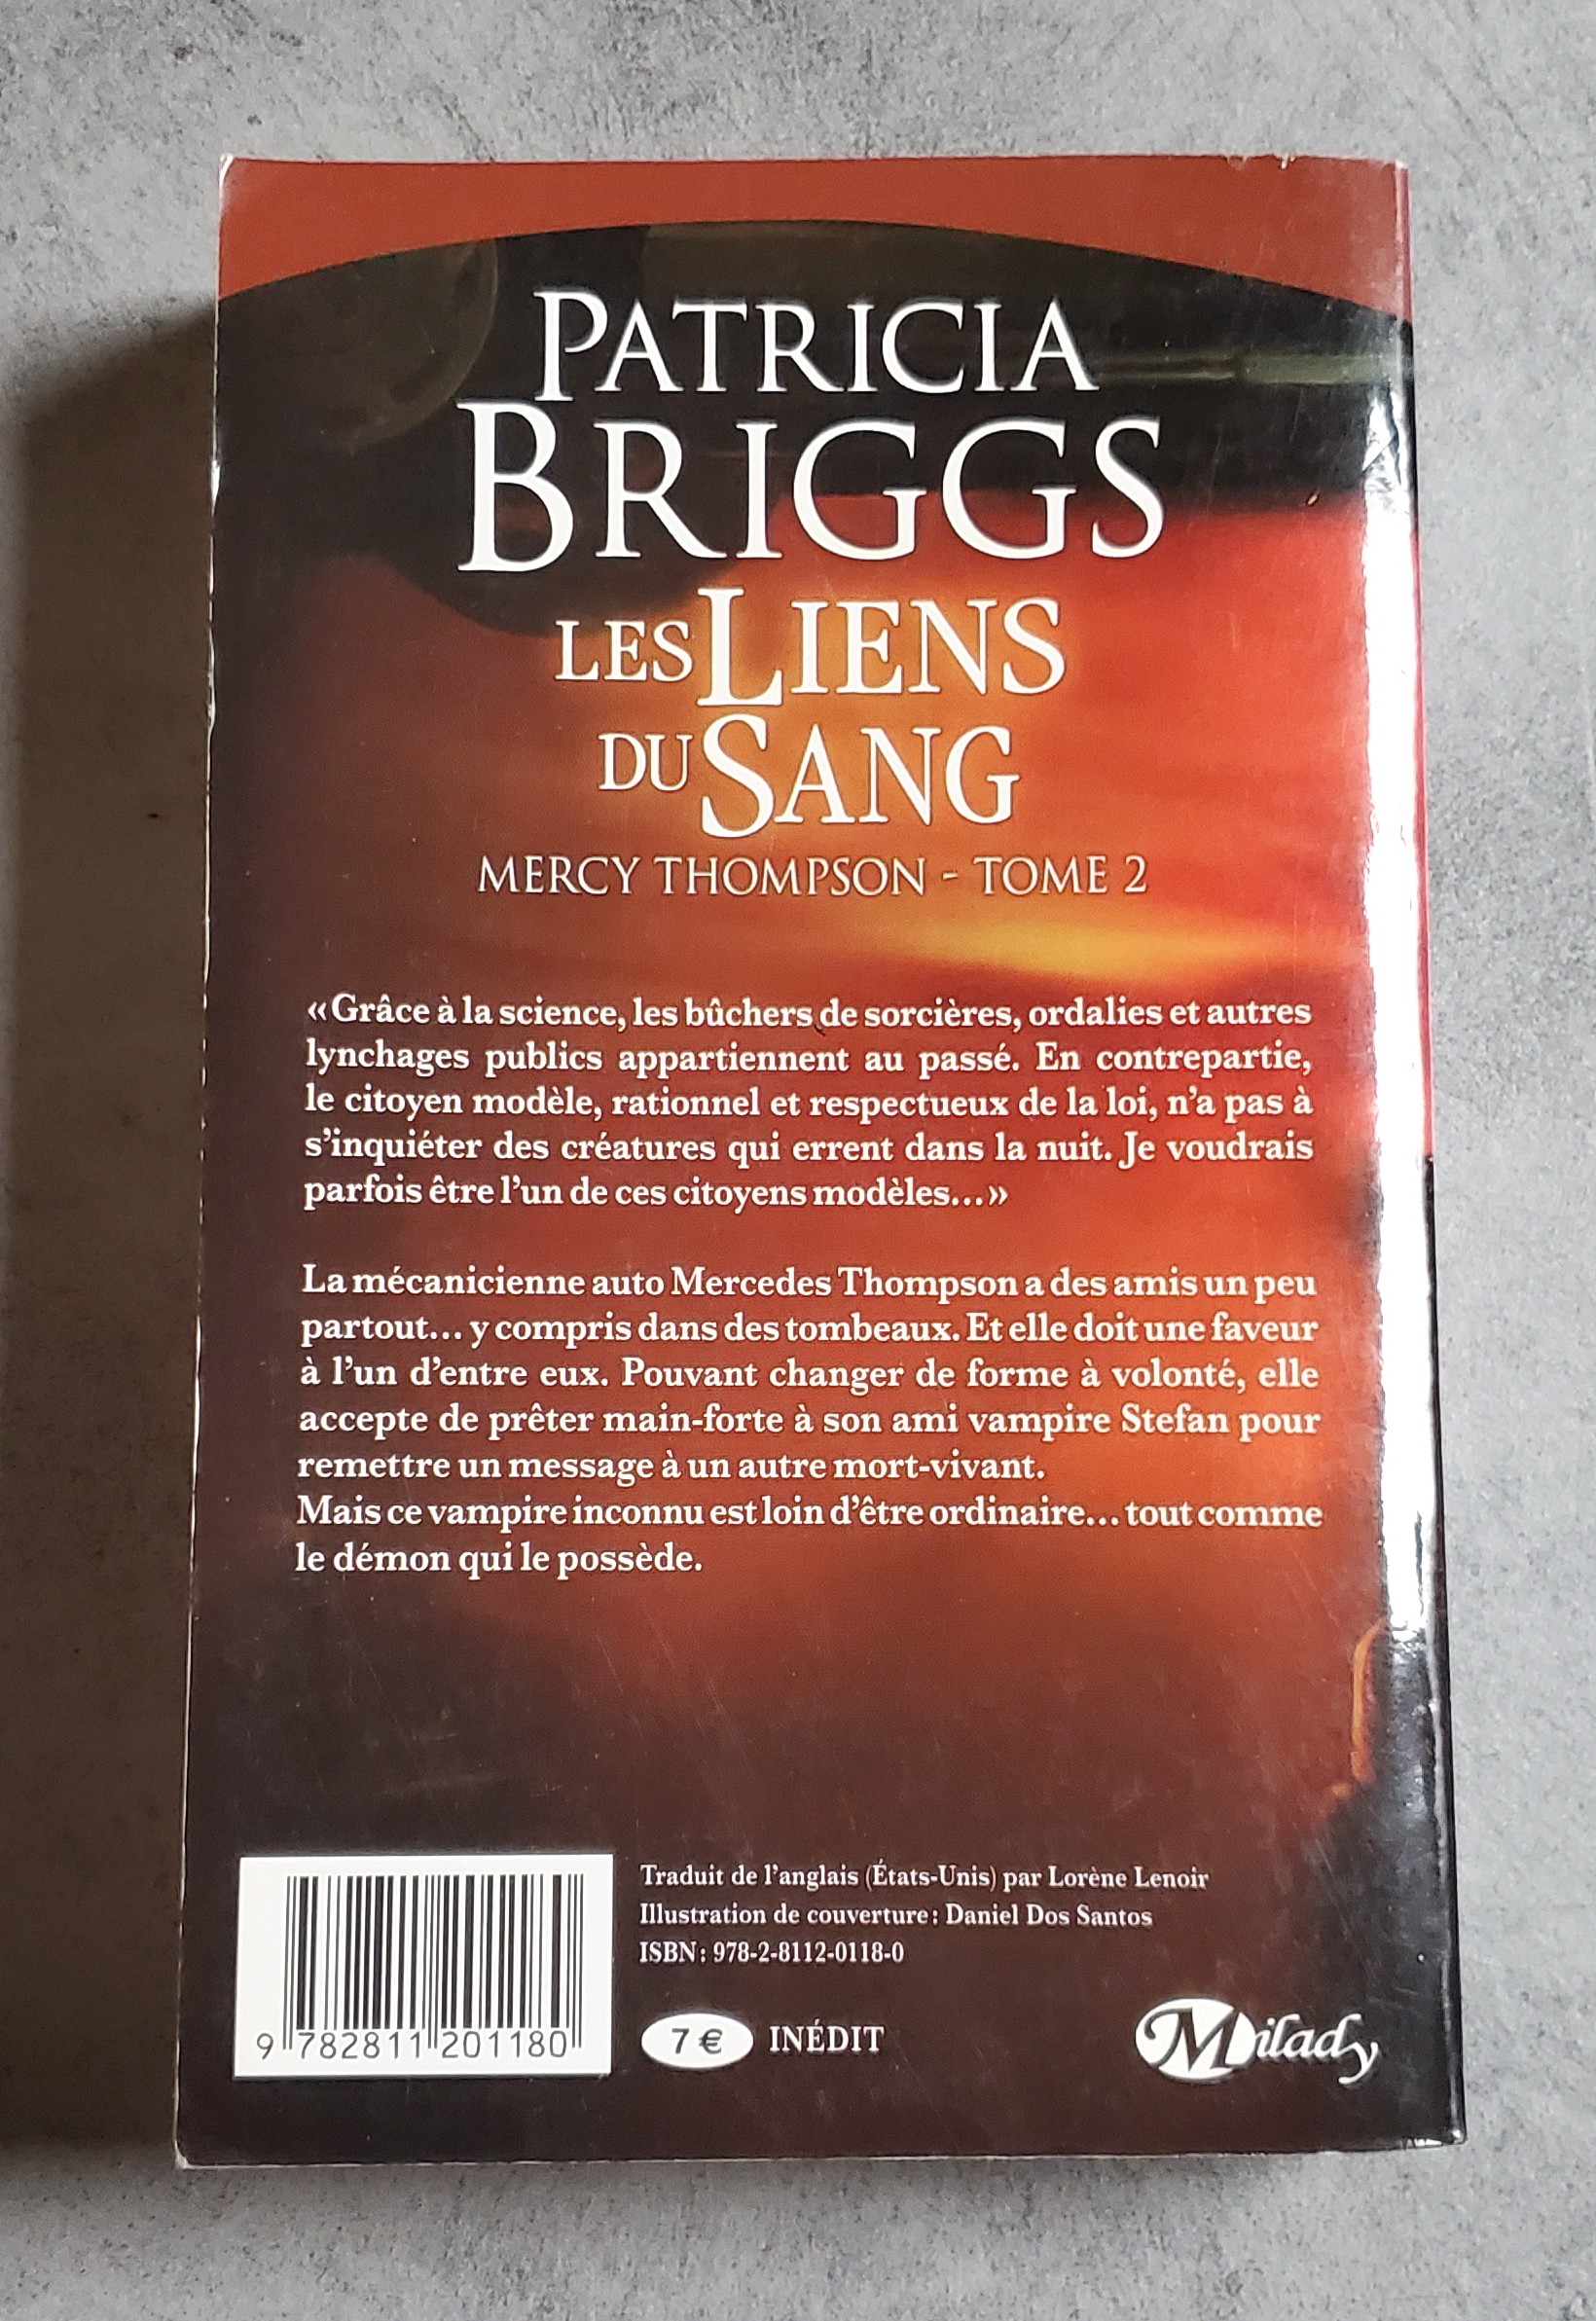 PATRICIA
BRIGGS
LES LIENS
DU SANG
MERCY THOMPSON - TOME 2
« Grâce à la science, les bûchers de sorcières, ordalies et autres
lynchages publics appartiennent au passé. En contrepartie,
le citoyen modèle, rationnel et respectueux de la loi, n’a pas à
s’inquiéter des créatures qui errent dans la nuit. Je voudrais
parfois être l’un de ces citoyens modèles... »
La mécanicienne auto Mercedes Thompson a des amis un peu
partout... y compris dans des tombeaux. Et elle doit une faveur
à l’un d’entre eux. Pouvant changer de forme à volonté, elle
accepte de prêter main-forte à son ami vampire Stefan pour
remettre un message à un autre mort-vivant.
Mais ce vampire inconnu est loin d’être ordinaire... tout comme
le démon qui le possède.
Traduit de l’anglais (États-Unis) par Lorène Lenoir
Illustration de couverture : Daniel Dos Santos
ISBN : 978-2-8112-0118-0
9 782811 201180
7 € INÉDIT
Milady